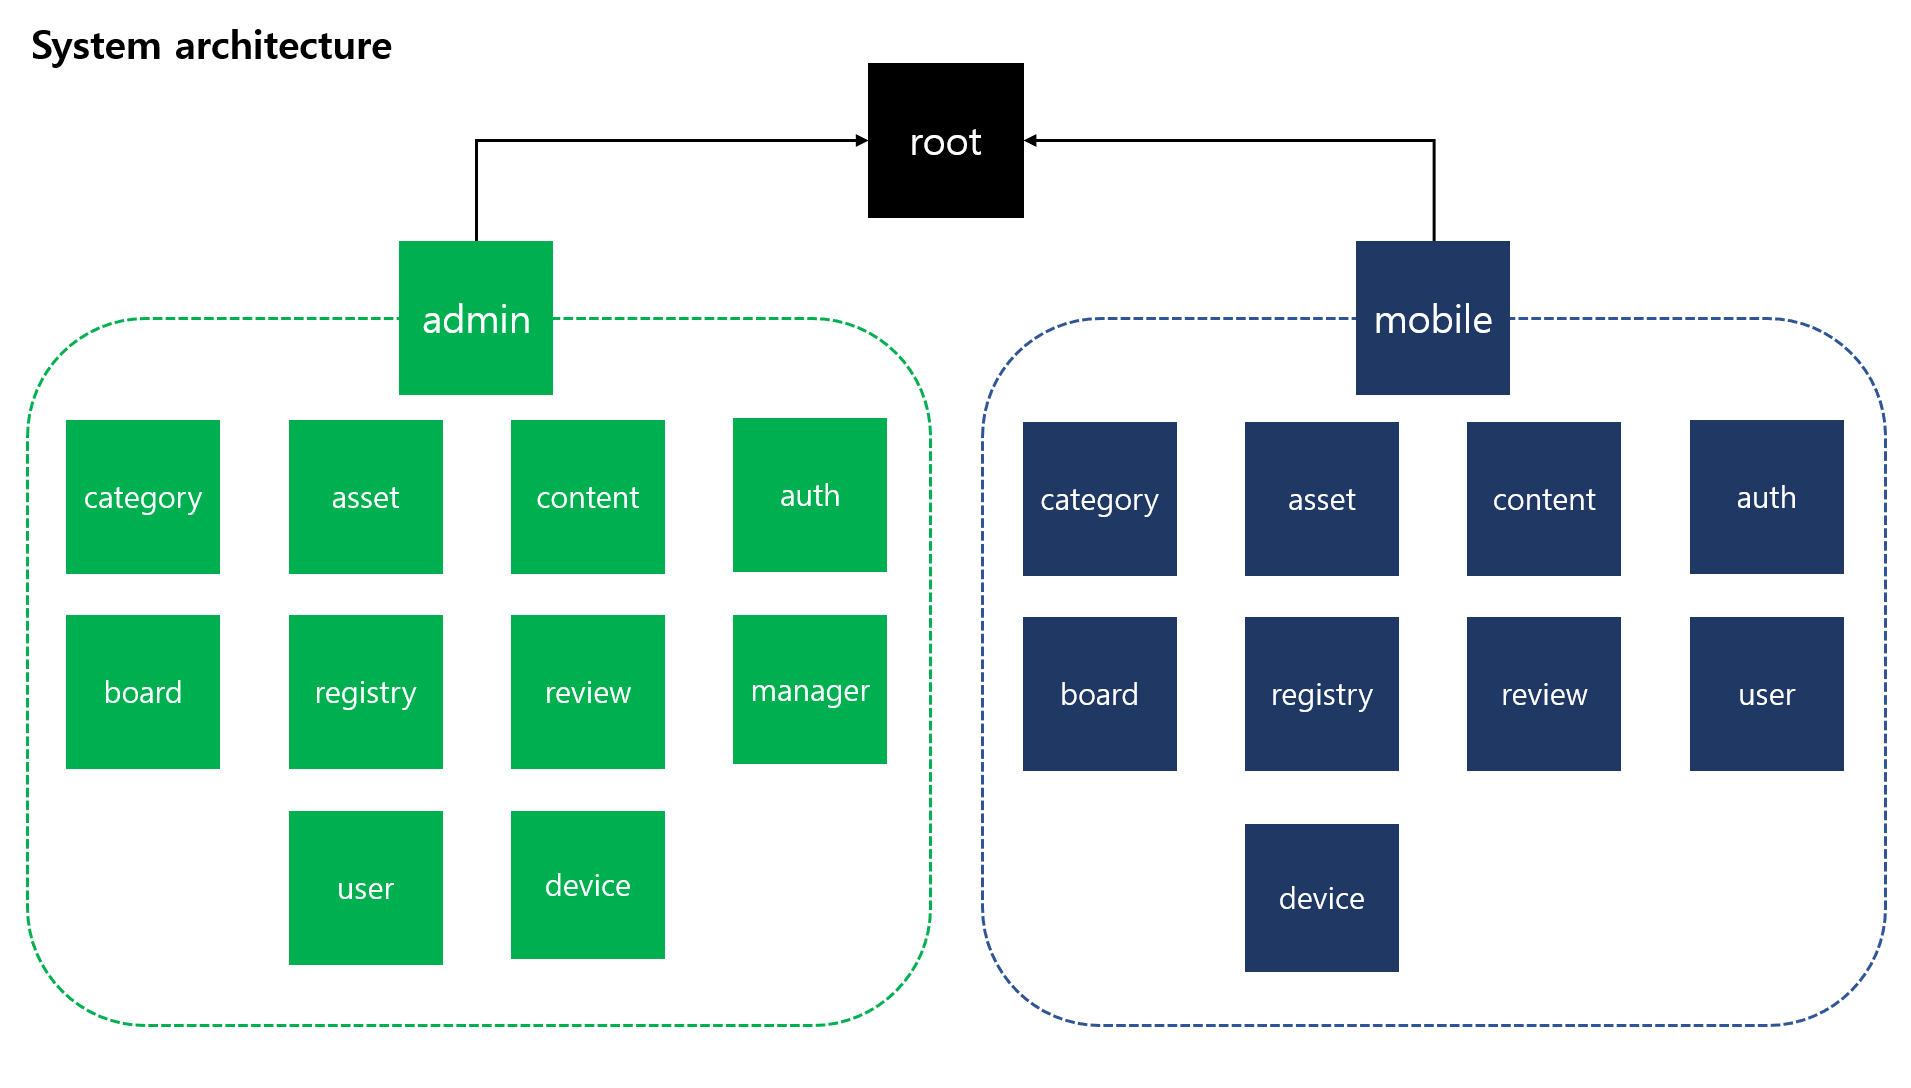 System architecture
root
admin
category
asset
content
auth
board
registry
review
manager
user
device
mobile
category
asset
content
auth
board
registry
review
user
device